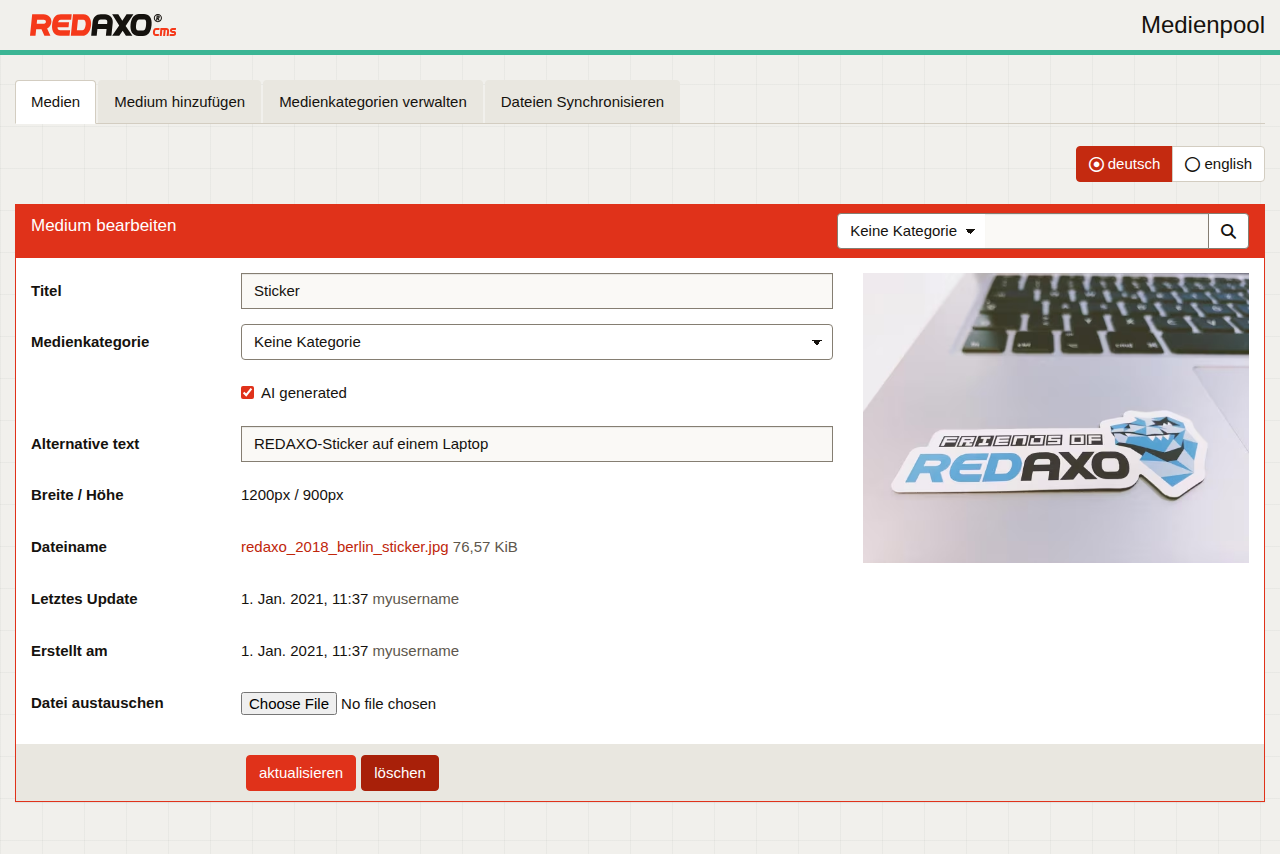 REDAXO® cms
Medienpool
Medien Medium hinzufügen Medienkategorien verwalten Dateien Synchronisieren
deutsch english
Medium bearbeiten Keine Kategorie
Titel Sticker
Medienkategorie Keine Kategorie
AI generated
Alternative text REDAXO-Sticker auf einem Laptop
FRIENDS OF
REDAXO
Breite / Höhe 1200px / 900px
Dateiname redaxo_2018_berlin_sticker.jpg 76,57 KiB
Letztes Update 1. Jan. 2021, 11:37 myusername
Erstellt am 1. Jan. 2021, 11:37 myusername
Datei austauschen Choose File No file chosen
aktualisieren löschen